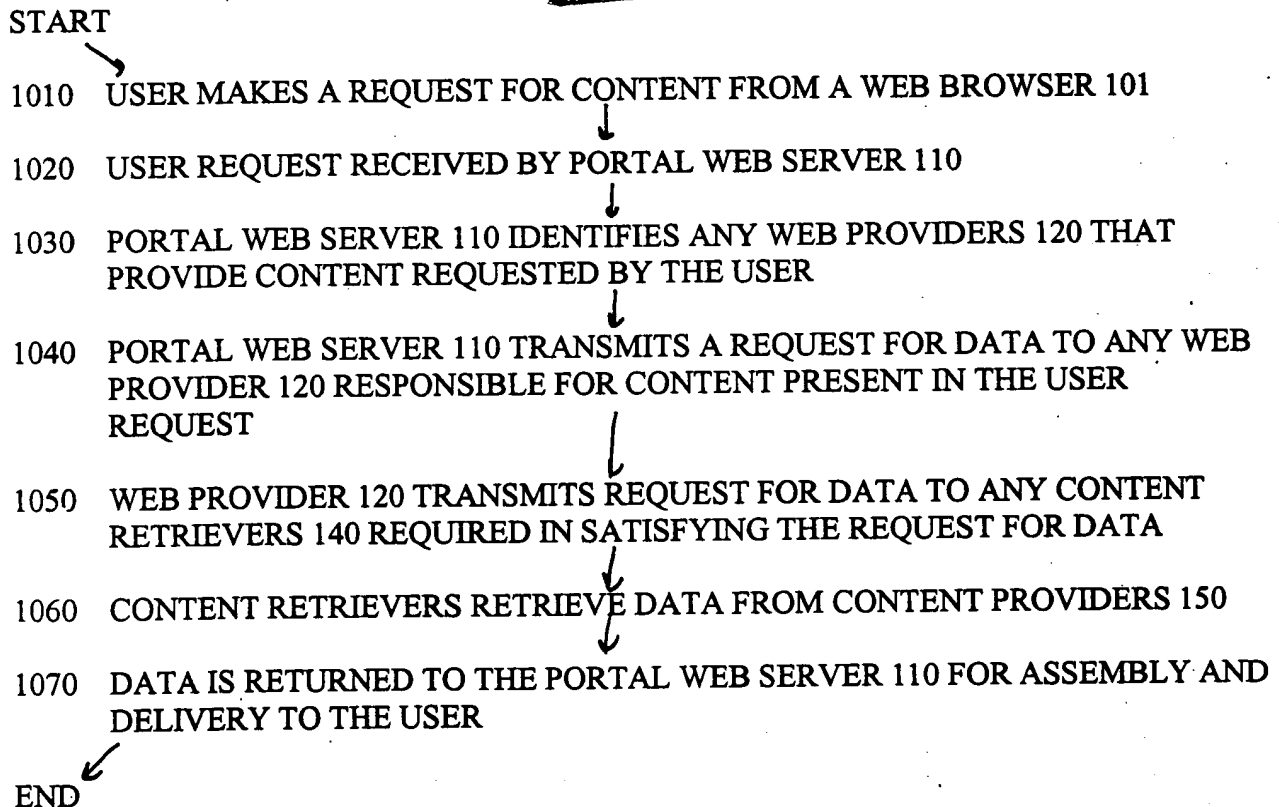 START
1010 USER MAKES A REQUEST FOR CONTENT FROM A WEB BROWSER 101
1020 USER REQUEST RECEIVED BY PORTAL WEB SERVER 110
1030 PORTAL WEB SERVER 110 IDENTIFIES ANY WEB PROVIDERS 120 THAT
PROVIDE CONTENT REQUESTED BY THE USER
1040 PORTAL WEB SERVER 110 TRANSMITS A REQUEST FOR DATA TO ANY WEB
PROVIDER 120 RESPONSIBLE FOR CONTENT PRESENT IN THE USER
REQUEST
1050 WEB PROVIDER 120 TRANSMITS REQUEST FOR DATA TO ANY CONTENT
RETRIEVERS 140 REQUIRED IN SATISFYING THE REQUEST FOR DATA
1060 CONTENT RETRIEVERS RETRIEVE DATA FROM CONTENT PROVIDERS 150
1070 DATA IS RETURNED TO THE PORTAL WEB SERVER 110 FOR ASSEMBLY AND
DELIVERY TO THE USER
END